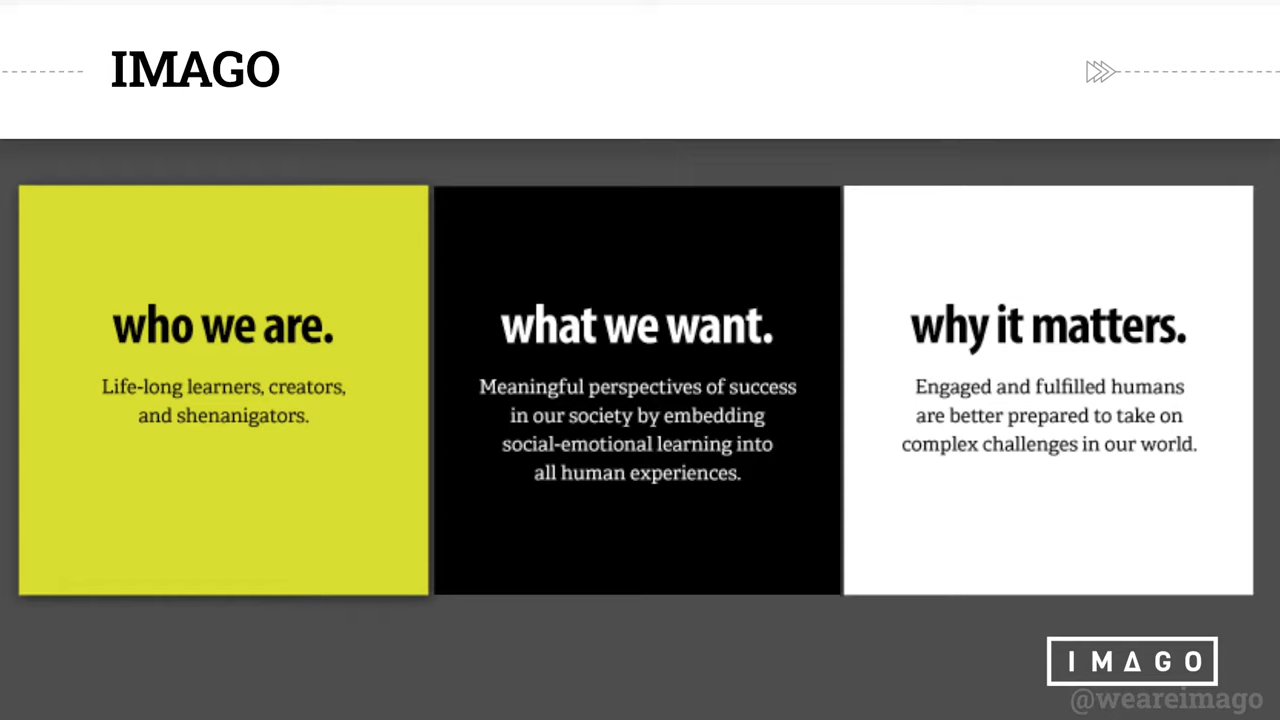 IMAGO
who we are.
Life-long learners, creators,
and shenanigators.
what we want.
Meaningful perspectives of success
in our society by embedding
social-emotional learning into
all human experiences.
why it matters.
Engaged and fulfilled humans
are better prepared to take on
complex challenges in our world.
IMAGO
@weareimago